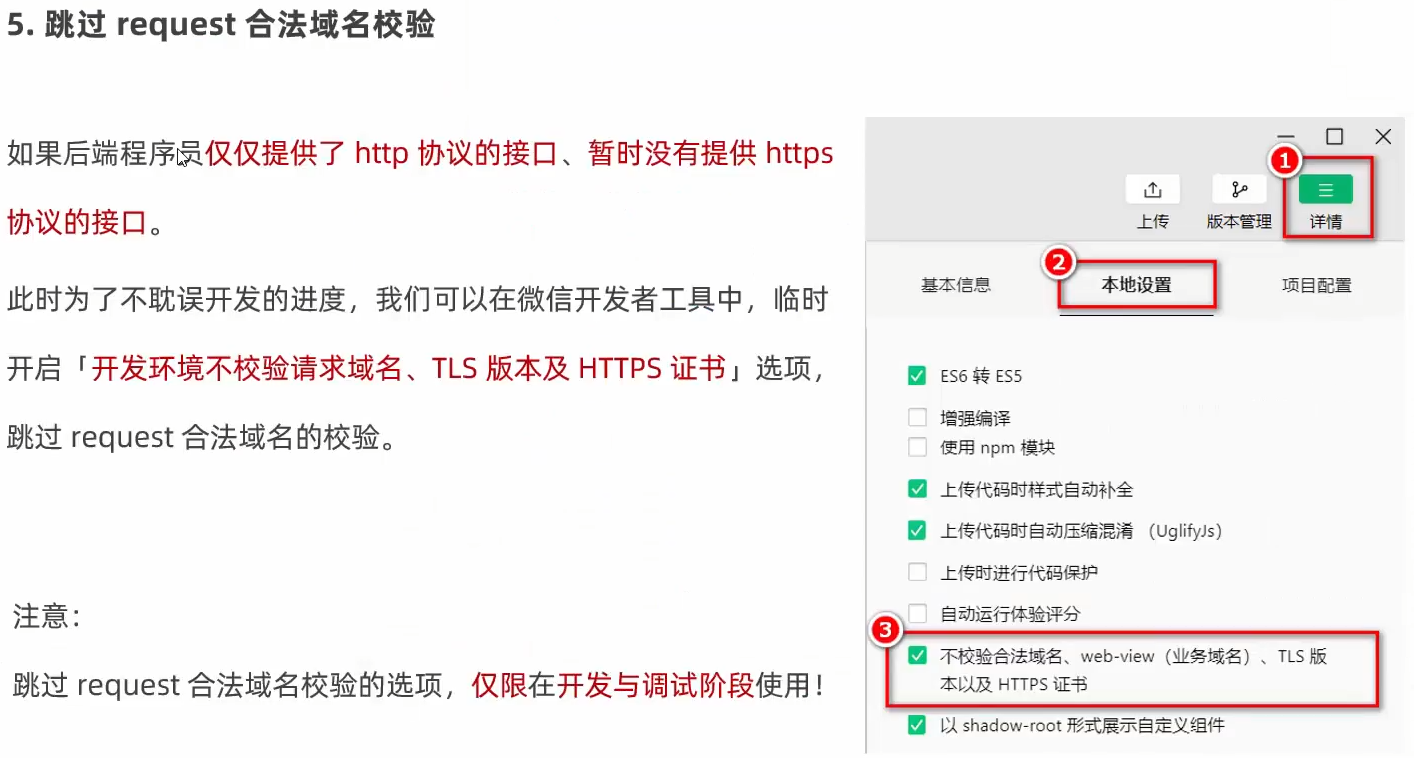 5. 跳过 request 合法域名校验
如果后端程序员仅仅提供了 http 协议的接口、暂时没有提供 https
协议的接口。
此时为了不耽误开发的进度，我们可以在微信开发者工具中，临时
开启「开发环境不校验请求域名、TLS 版本及 HTTPS 证书」选项，
跳过 request 合法域名的校验。
注意：
跳过 request 合法域名校验的选项，仅限在开发与调试阶段使用！
1
上传 版本管理 详情
2
基本信息 本地设置 项目配置
ES6 转 ES5
增强编译
使用 npm 模块
上传代码时样式自动补全
上传代码时自动压缩混淆 （UglifyJs）
上传时进行代码保护
自动运行体验评分
3
不校验合法域名、web-view（业务域名）、TLS 版
本以及 HTTPS 证书
以 shadow-root 形式展示自定义组件